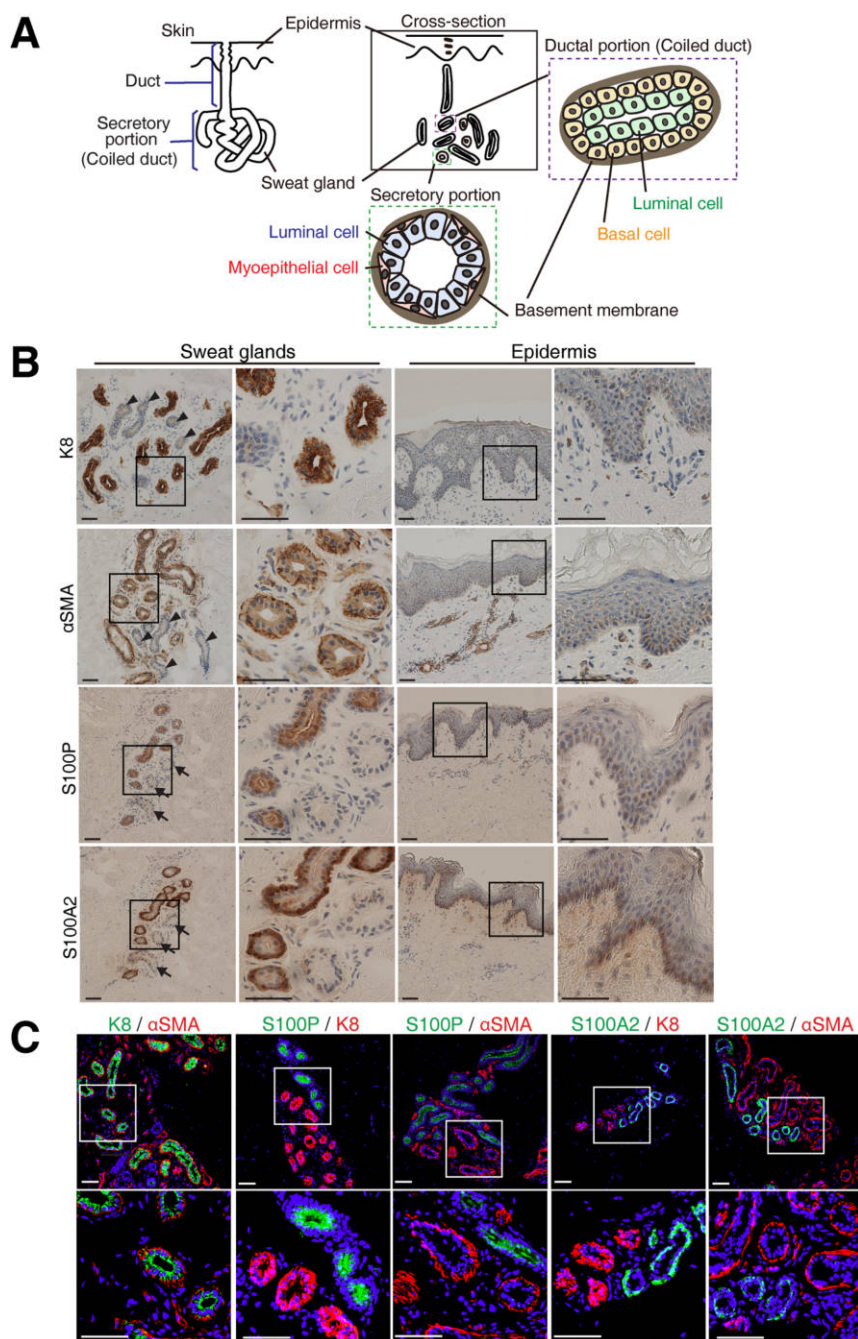 A
Skin
Epidermis
Cross-section
Ductal portion (Coiled duct)
Duct
Secretory
portion
(Coiled duct)
Sweat gland
Secretory portion
Luminal cell
Luminal cell
Basal cell
Myoepithelial cell
Basement membrane
B
Sweat glands
Epidermis
K8
αSMA
S100P
S100A2
C
K8 / αSMA
S100P / K8
S100P / αSMA
S100A2 / K8
S100A2 / αSMA